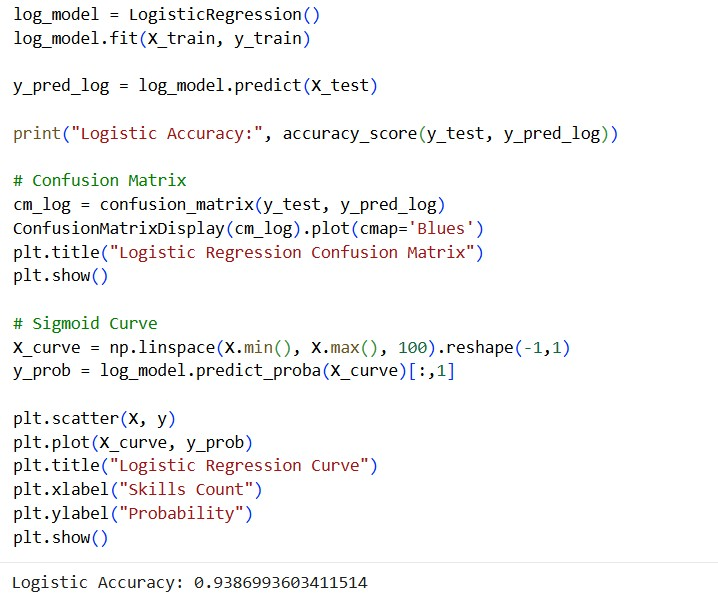 log_model = LogisticRegression()
log_model.fit(X_train, y_train)
y_pred_log = log_model.predict(X_test)
print("Logistic Accuracy:", accuracy_score(y_test, y_pred_log))
# Confusion Matrix
cm_log = confusion_matrix(y_test, y_pred_log)
ConfusionMatrixDisplay(cm_log).plot(cmap='Blues')
plt.title("Logistic Regression Confusion Matrix")
plt.show()
# Sigmoid Curve
X_curve = np.linspace(X.min(), X.max(), 100).reshape(-1,1)
y_prob = log_model.predict_proba(X_curve)[:,1]
plt.scatter(X, y)
plt.plot(X_curve, y_prob)
plt.title("Logistic Regression Curve")
plt.xlabel("Skills Count")
plt.ylabel("Probability")
plt.show()
Logistic Accuracy: 0.9386993603411514